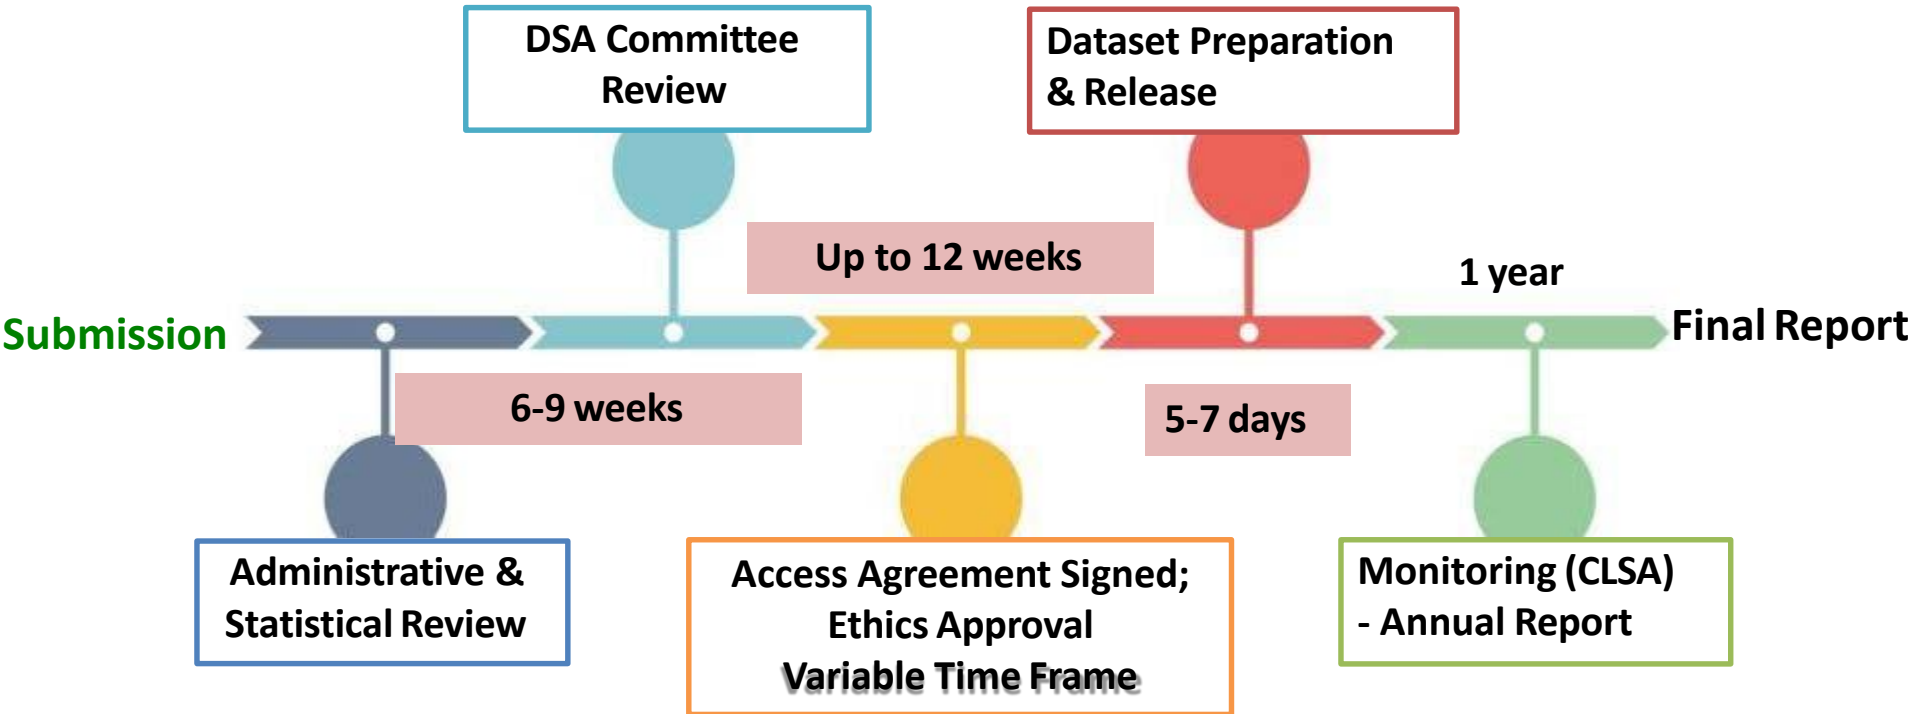 DSA Committee
Review
Dataset Preparation
& Release
Up to 12 weeks
1 year
Submission
Final Report
6-9 weeks
5-7 days
Administrative &
Statistical Review
Access Agreement Signed;
Ethics Approval
Variable Time Frame
Monitoring (CLSA)
- Annual Report